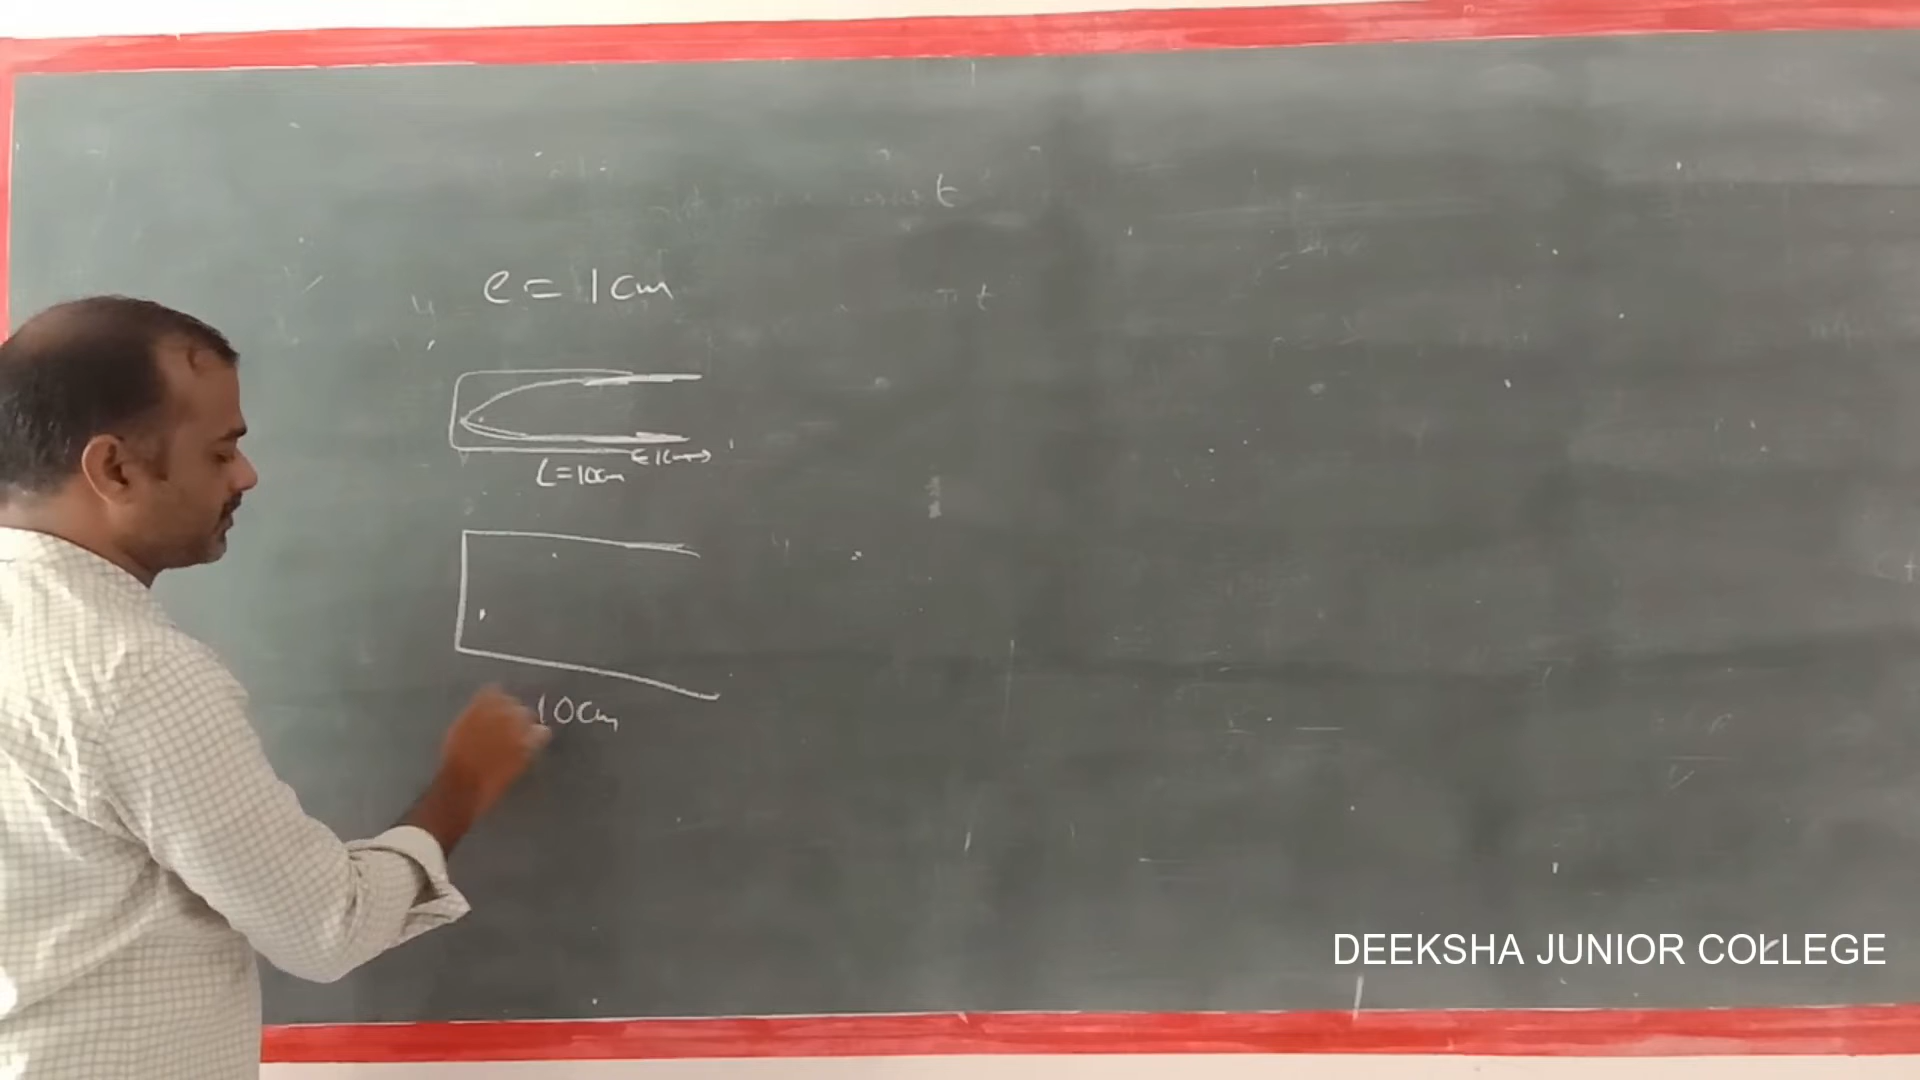 t
e = 1cm
t
L=10cm
←1cm→
10cm
DEEKSHA JUNIOR COLLEGE